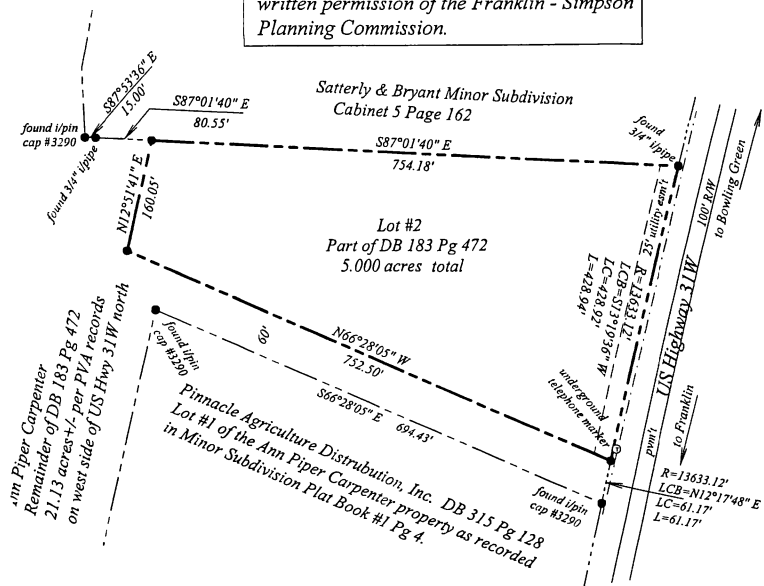 written permission of the Franklin - Simpson
Planning Commission.
S87°53'36" E
15.00'
S87°01'40" E
80.55'
found i/pin
cap #3290
found 3/4" i/pipe
Satterly & Bryant Minor Subdivision
Cabinet 5 Page 162
S87°01'40" E
754.18'
found
3/4" i/pipe
N12°51'41" E
160.05'
Lot #2
Part of DB 183 Pg 472
5.000 acres total
25' utility esm't
R=13633.12'
LCB=S13°19'36" W
LC=428.92'
L=428.94'
100' R/W
to Bowling Green
US Highway 31W
to Franklin
pvm't
N66°28'05" W
752.50'
60'
found i/pin
cap #3290
S66°28'05" E 694.43'
underground
telephone marker
Pinnacle Agriculture Distrubution, Inc. DB 315 Pg 128
Lot #1 of the Ann Piper Carpenter property as recorded
in Minor Subdivision Plat Book #1 Pg 4.
found i/pin
cap #3290
R=13633.12'
LCB=N12°17'48" E
LC=61.17'
L=61.17'
Ann Piper Carpenter
Remainder of DB 183 Pg 472
21.13 acres+/- per PVA records
on west side of US Hwy 31W north